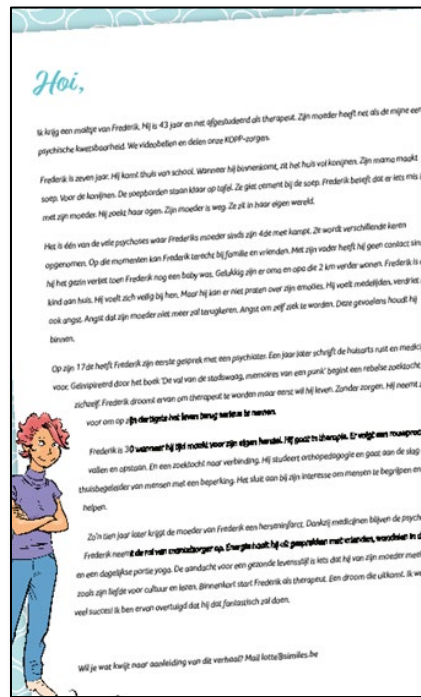 Hoi,
Ik krijg een mailtje van Frederik. Hij is 43 jaar en net afgestudeerd als therapeut. Zijn moeder heeft net als de mijne een
psychische kwetsbaarheid. We videobellen en delen onze KOPP-zorgen.
Frederik is zeven jaar. Hij komt thuis van school. Wanneer hij binnenkomt, zit het huis vol konijnen. Zijn mama maakt
soep. Voor de konijnen. De soepborden staan klaar op tafel. Ze giet cement bij de soep. Frederik beseft dat er iets mis i
met zijn moeder. Hij zoekt haar ogen. Zijn moeder is weg. Ze zit in haar eigen wereld.
Het is één van de vele psychoses waar Frederiks moeder sinds zijn 4de met kampt. Ze wordt verschillende keren
opgenomen. Op die momenten kan Frederik terecht bij familie en vrienden. Met zijn vader heeft hij geen contact sin
hij het gezin verliet toen Frederik nog een baby was. Gelukkig zijn er oma en opa die 2 km verder wonen. Frederik is
kind aan huis. Hij voelt zich veilig bij hen. Maar hij kan er niet praten over zijn emoties. Hij voelt medelijden, verdriet
ook angst. Angst dat zijn moeder niet meer zal terugkeren. Angst om zelf ziek te worden. Deze gevoelens houdt hij
binnen.
Op zijn 17de heeft Frederik zijn eerste gesprek met een psychiater. Een jaar later schrijft de huisarts rust en medici
voor. Geïnspireerd door het boek 'De val van de stadswaag, memoires van een punk' begint een rebelse zoektocht
zichzelf. Frederik droomt ervan om therapeut te worden maar eerst wil hij leven. Zonder zorgen. Hij neemt
voor om op zijn dertigste het leven terug serieus te nemen.
Frederik is 30 wanneer hij tijd maakt voor zijn eigen herstel. Hij gaat in therapie. Er volgt een rouwproc
vallen en opstaan. En een zoektocht naar verbinding. Hij studeert orthopedagogie en gaat aan de slag
thuisbegeleider van mensen met een beperking. Het sluit aan bij zijn interesse om mensen te begrijpen en
helpen.
Zo'n tien jaar later krijgt de moeder van Frederik een herseninfarct. Dankzij medicijnen blijven de psych
Frederik neemt de rol van mantelzorger op. Energie haalt hij uit gesprekken met vrienden, wandelen in d
en een dagelijkse portie yoga. De aandacht voor een gezonde levensstijl is iets dat hij van zijn moeder meek
zoals zijn liefde voor cultuur en lezen. Binnenkort start Frederik als therapeut. Een droom die uitkomt. Ik we
veel succes! Ik ben ervan overtuigd dat hij dat fantastisch zal doen.
Wil je wat kwijt naar aanleiding van dit verhaal? Mail lotte@similes.be